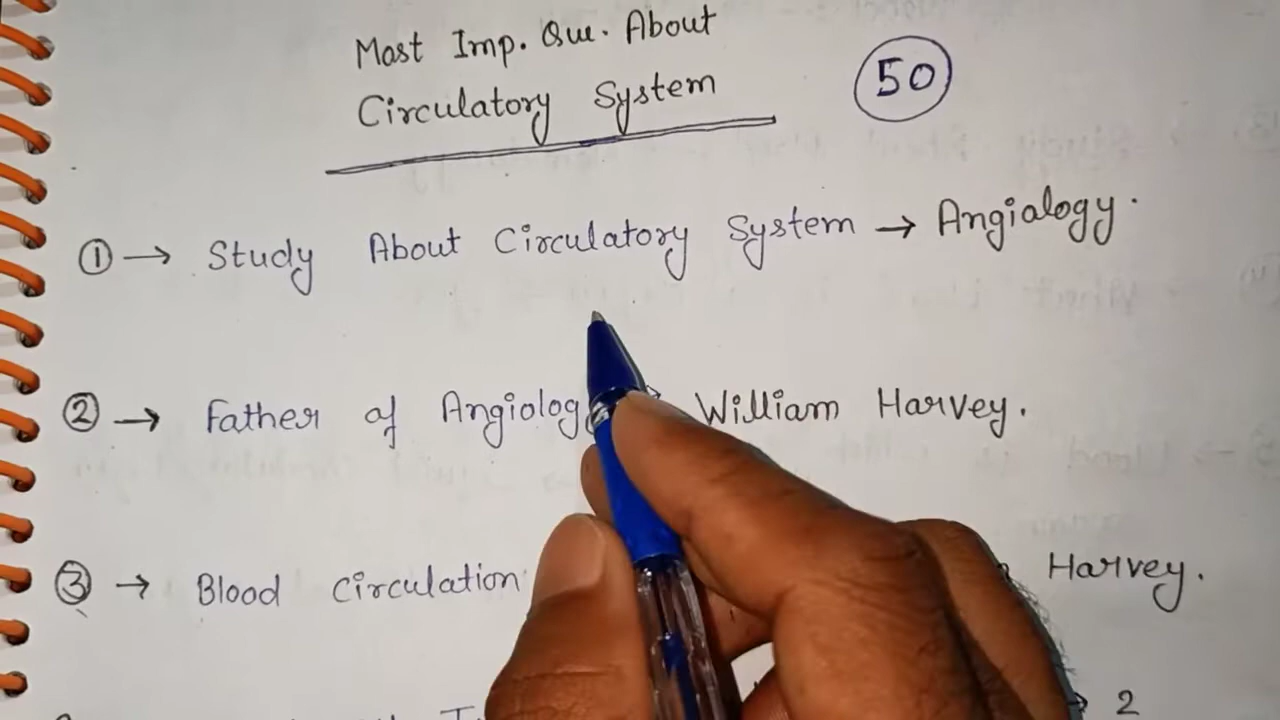 Most Imp. Que. About
Circulatory System
50
① → Study About Circulatory System → Angialogy.
② → Father of Angiology → William Harvey.
③ → Blood Circulation Harvey.
→ 2